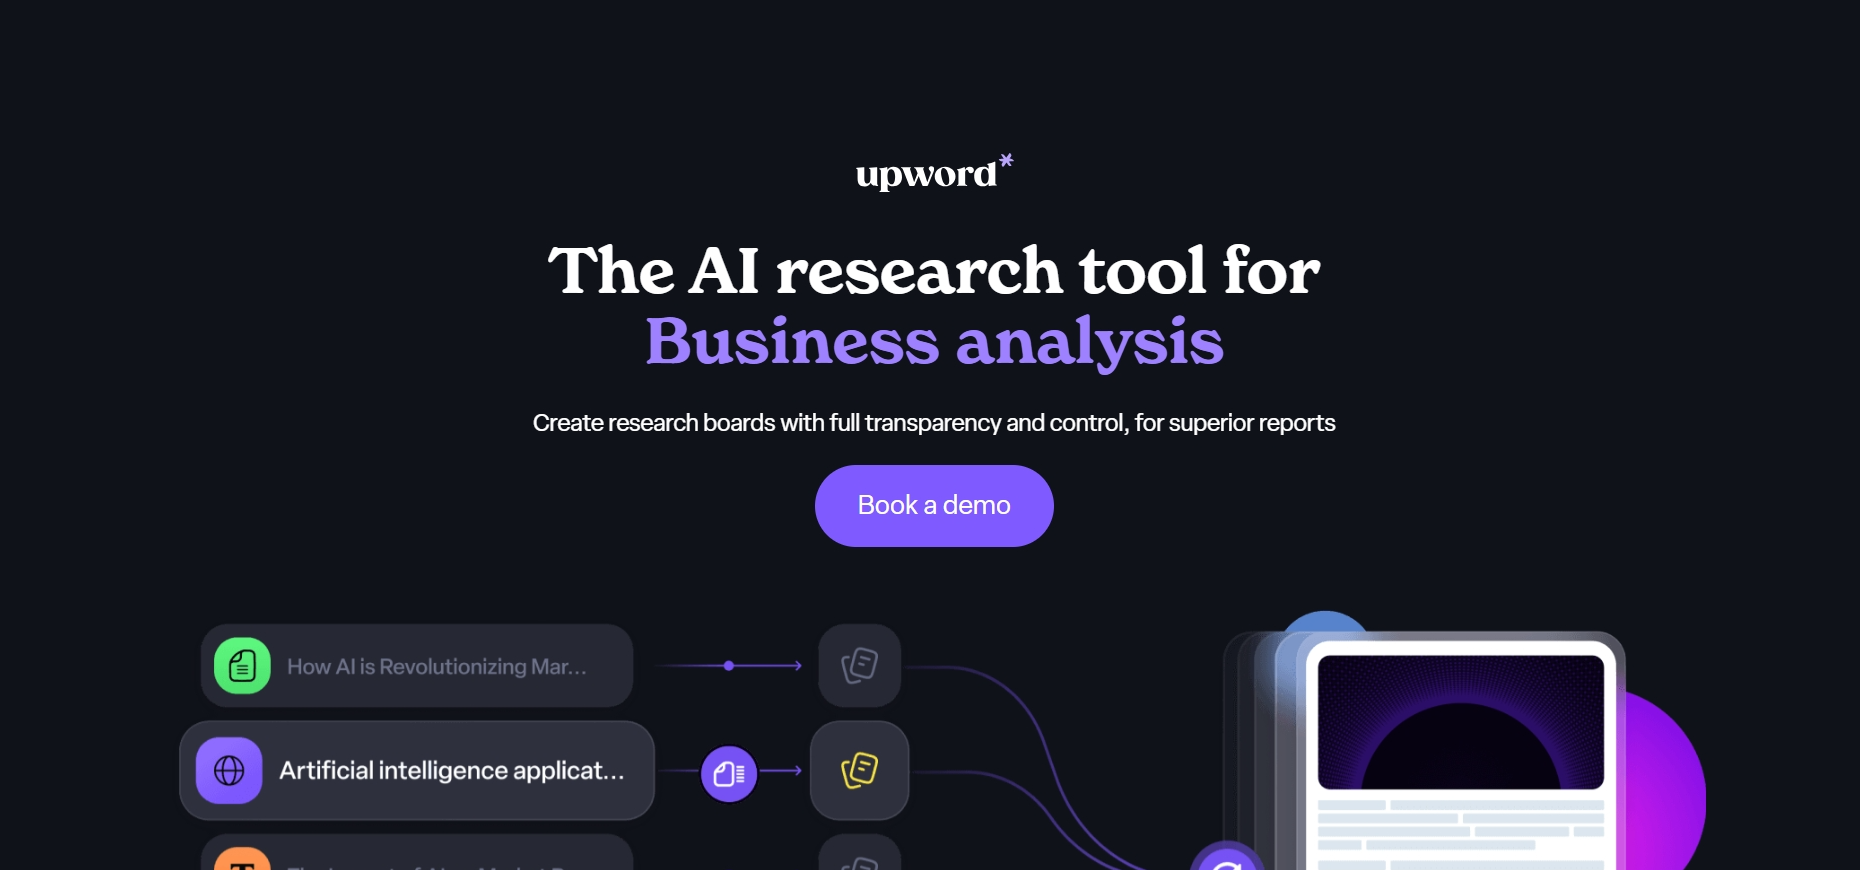 upword*
The AI research tool for
Business analysis
Create research boards with full transparency and control, for superior reports
Book a demo
How AI is Revolutionizing Mar...
Artificial intelligence applicat...